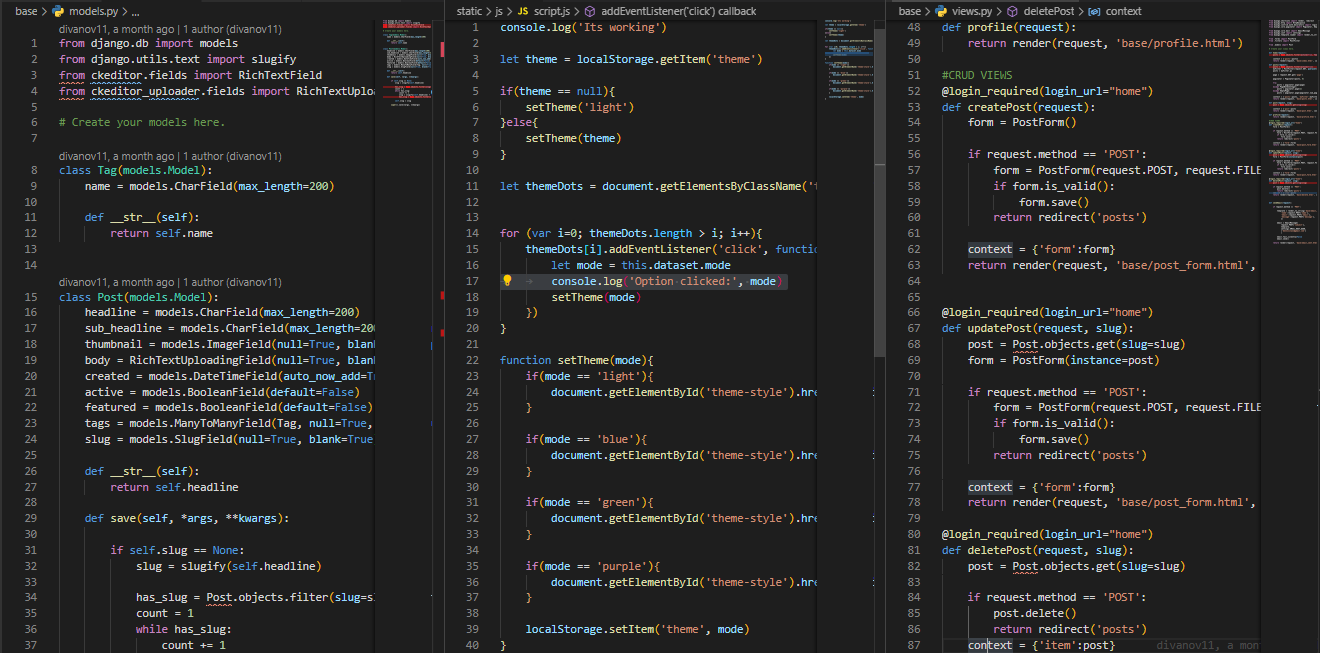 base > models.py > ...
divanov11, a month ago | 1 author (divanov11)
1 from django.db import models
2 from django.utils.text import slugify
3 from ckeditor.fields import RichTextField
4 from ckeditor_uploader.fields import RichTextUploa
5
6 # Create your models here.
7
divanov11, a month ago | 1 author (divanov11)
8 class Tag(models.Model):
9 name = models.CharField(max_length=200)
10
11 def __str__(self):
12 return self.name
13
14
divanov11, a month ago | 1 author (divanov11)
15 class Post(models.Model):
16 headline = models.CharField(max_length=200)
17 sub_headline = models.CharField(max_length=200
18 thumbnail = models.ImageField(null=True, blank
19 body = RichTextUploadingField(null=True, blank
20 created = models.DateTimeField(auto_now_add=T
21 active = models.BooleanField(default=False)
22 featured = models.BooleanField(default=False)
23 tags = models.ManyToManyField(Tag, null=True,
24 slug = models.SlugField(null=True, blank=True
25
26 def __str__(self):
27 return self.headline
28
29 def save(self, *args, **kwargs):
30
31 if self.slug == None:
32 slug = slugify(self.headline)
33
34 has_slug = Post.objects.filter(slug=s
35 count = 1
36 while has_slug:
37 count += 1
static > js > JS script.js > addEventListener('click') callback
1 console.log('Its working')
2
3 let theme = localStorage.getItem('theme')
4
5 if(theme == null){
6 setTheme('light')
7 }else{
8 setTheme(theme)
9 }
10
11 let themeDots = document.getElementsByClassName('t
12
13
14 for (var i=0; themeDots.length > i; i++){
15 themeDots[i].addEventListener('click', functio
16 let mode = this.dataset.mode
17 console.log('Option clicked:', mode)
18 setTheme(mode)
19 })
20 }
21
22 function setTheme(mode){
23 if(mode == 'light'){
24 document.getElementById('theme-style').hre
25 }
26
27 if(mode == 'blue'){
28 document.getElementById('theme-style').hre
29 }
30
31 if(mode == 'green'){
32 document.getElementById('theme-style').hre
33 }
34
35 if(mode == 'purple'){
36 document.getElementById('theme-style').hre
37 }
38
39 localStorage.setItem('theme', mode)
40 }
base > views.py > deletePost > context
48 def profile(request):
49 return render(request, 'base/profile.html')
50
51 #CRUD VIEWS
52 @login_required(login_url="home")
53 def createPost(request):
54 form = PostForm()
55
56 if request.method == 'POST':
57 form = PostForm(request.POST, request.FILE
58 if form.is_valid():
59 form.save()
60 return redirect('posts')
61
62 context = {'form':form}
63 return render(request, 'base/post_form.html',
64
65
66 @login_required(login_url="home")
67 def updatePost(request, slug):
68 post = Post.objects.get(slug=slug)
69 form = PostForm(instance=post)
70
71 if request.method == 'POST':
72 form = PostForm(request.POST, request.FILE
73 if form.is_valid():
74 form.save()
75 return redirect('posts')
76
77 context = {'form':form}
78 return render(request, 'base/post_form.html',
79
80 @login_required(login_url="home")
81 def deletePost(request, slug):
82 post = Post.objects.get(slug=slug)
83
84 if request.method == 'POST':
85 post.delete()
86 return redirect('posts')
87 context = {'item':post} divanov11, a mon